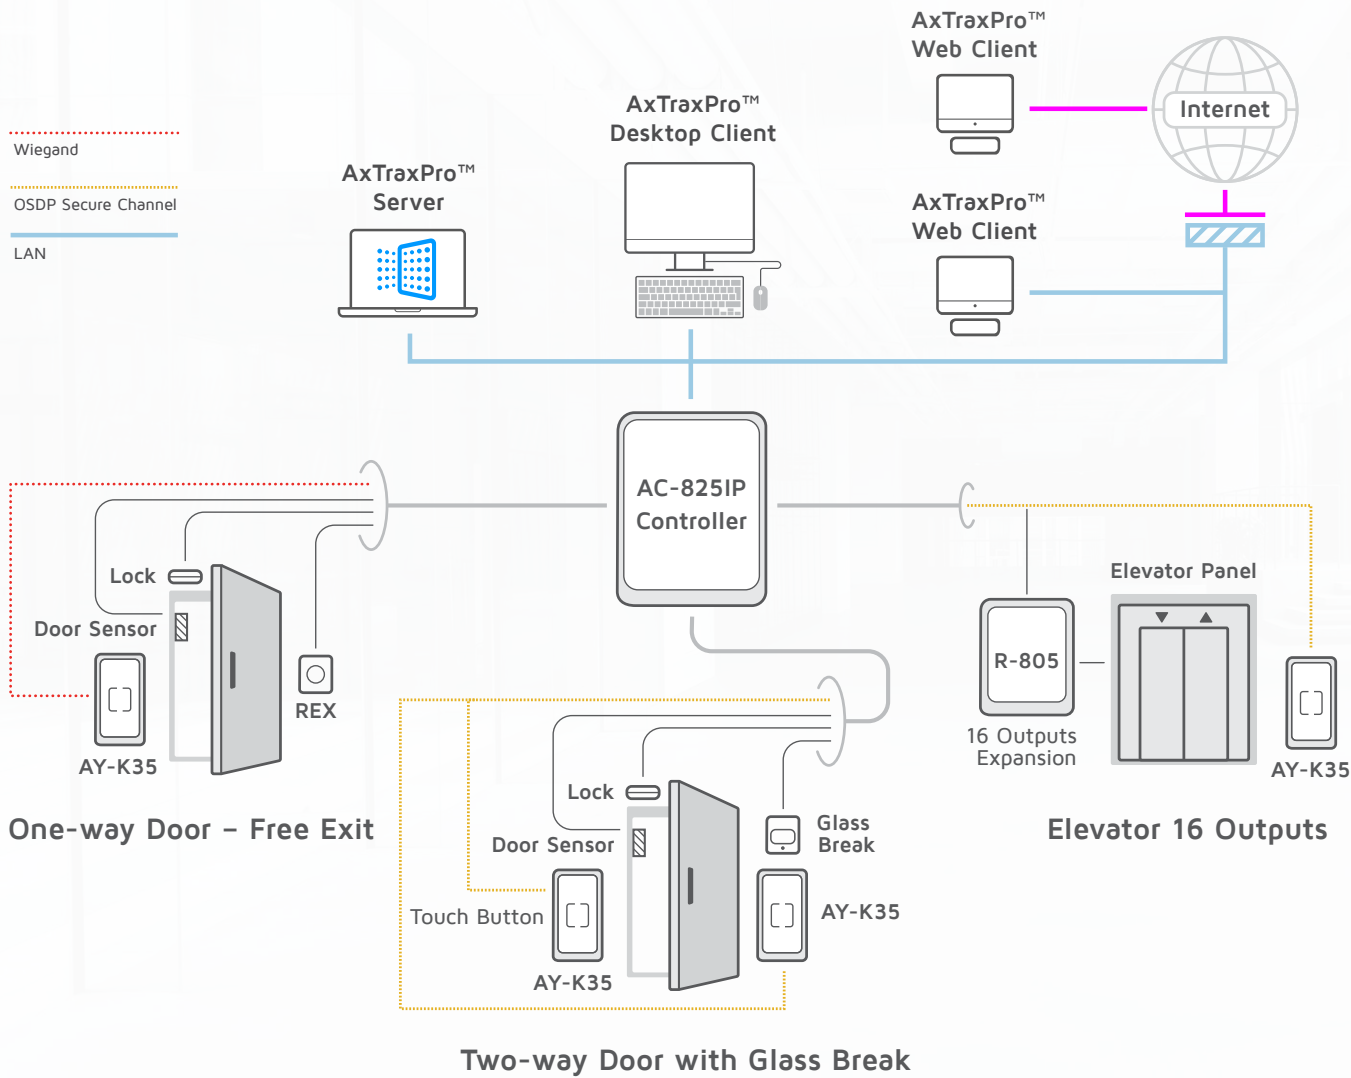 AxTraxPro™
Web Client
Internet
AxTraxPro™
Desktop Client
Wiegand
OSDP Secure Channel
LAN
AxTraxPro™
Server
AxTraxPro™
Web Client
AC-825IP
Controller
Lock
Door Sensor
REX
AY-K35
One-way Door – Free Exit
Elevator Panel
R-805
16 Outputs
Expansion
AY-K35
Elevator 16 Outputs
Lock
Door Sensor
Glass
Break
Touch Button
AY-K35
AY-K35
Two-way Door with Glass Break